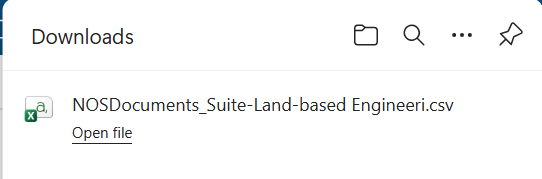 Downloads
NOSDocuments_Suite-Land-based Engineeri.csv
Open file